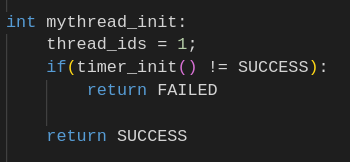 int mythread_init:
    thread_ids = 1;
    if(timer_init() != SUCCESS):
        return FAILED
    return SUCCESS